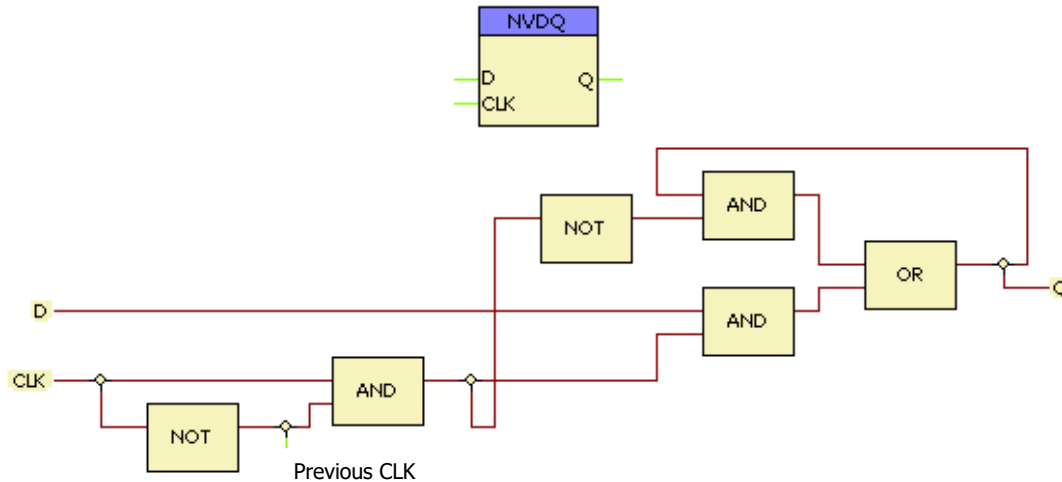 NVDQ
D
Q
CLK
AND
NOT
OR
D
AND
Q
CLK
AND
NOT
Previous CLK